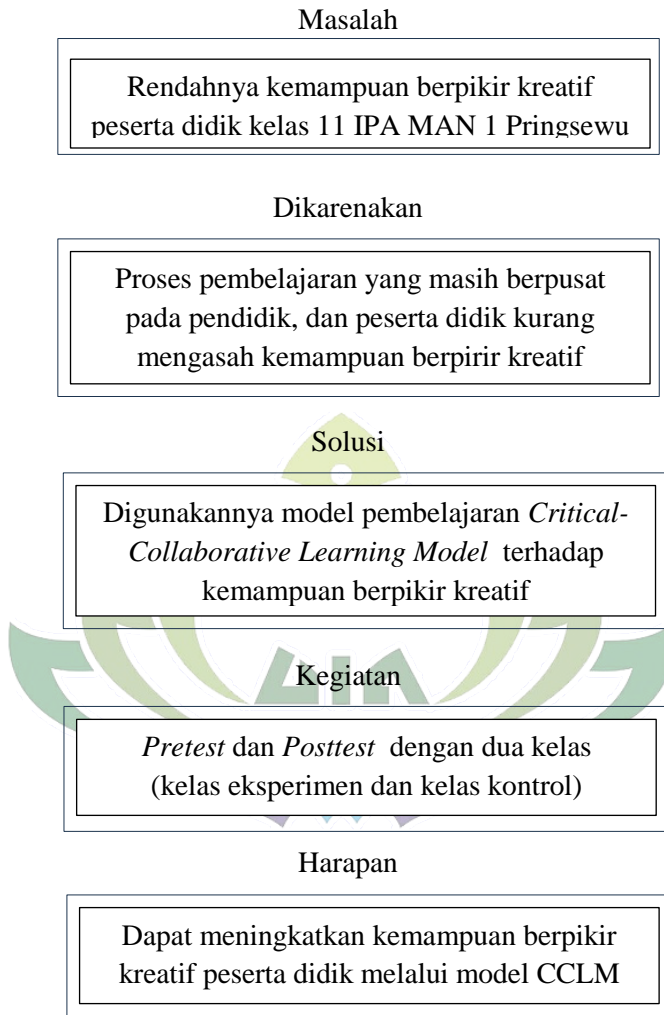 Masalah
Rendahnya kemampuan berpikir kreatif
peserta didik kelas 11 IPA MAN 1 Pringsewu
Dikarenakan
Proses pembelajaran yang masih berpusat
pada pendidik, dan peserta didik kurang
mengasah kemampuan berpirir kreatif
Solusi
Digunakannya model pembelajaran Critical-
Collaborative Learning Model terhadap
kemampuan berpikir kreatif
Kegiatan
Pretest dan Posttest dengan dua kelas
(kelas eksperimen dan kelas kontrol)
Harapan
Dapat meningkatkan kemampuan berpikir
kreatif peserta didik melalui model CCLM